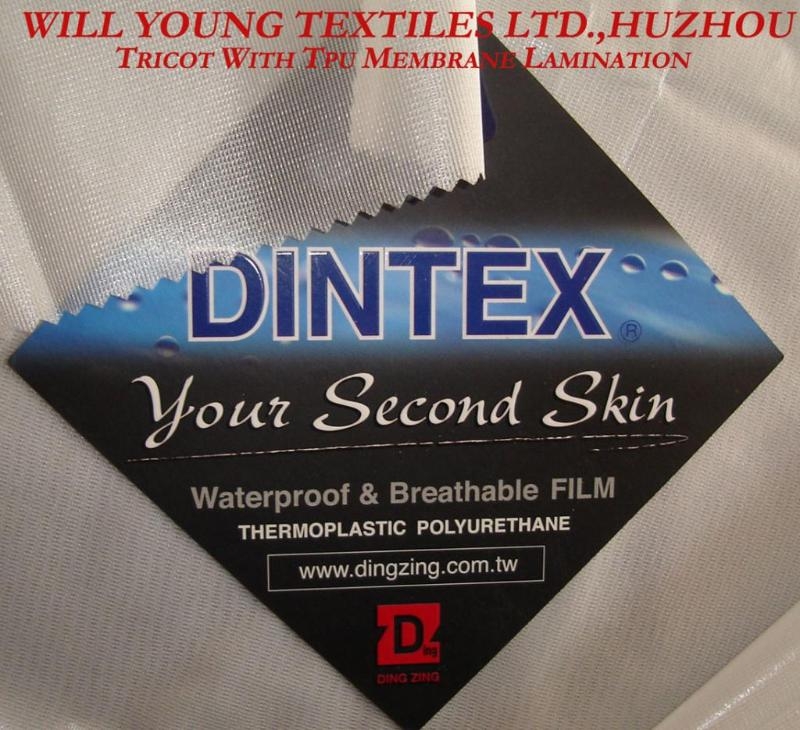 WILL YOUNG TEXTILES LTD.,HUZHOU
TRICOT WITH TPU MEMBRANE LAMINATION
DINTEX®
Your Second Skin
Waterproof & Breathable FILM
THERMOPLASTIC POLYURETHANE
www.dingzing.com.tw
Ding
DING ZING